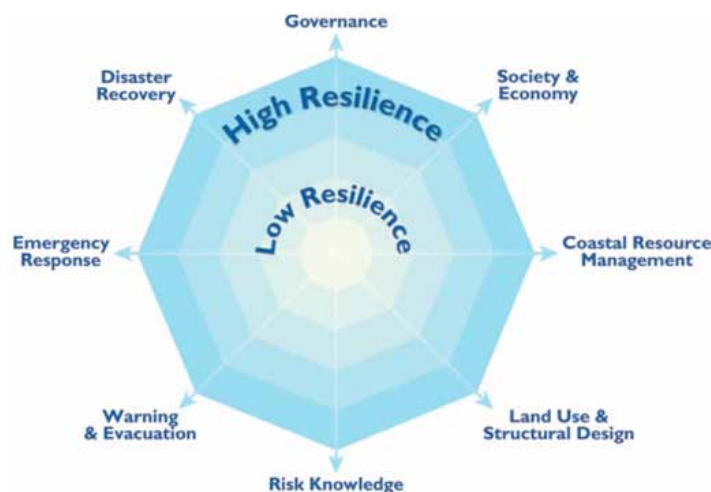 Governance
Disaster
Recovery
Society &
Economy
High Resilience
Low Resilience
Emergency
Response
Coastal Resource
Management
Warning
& Evacuation
Land Use &
Structural Design
Risk Knowledge